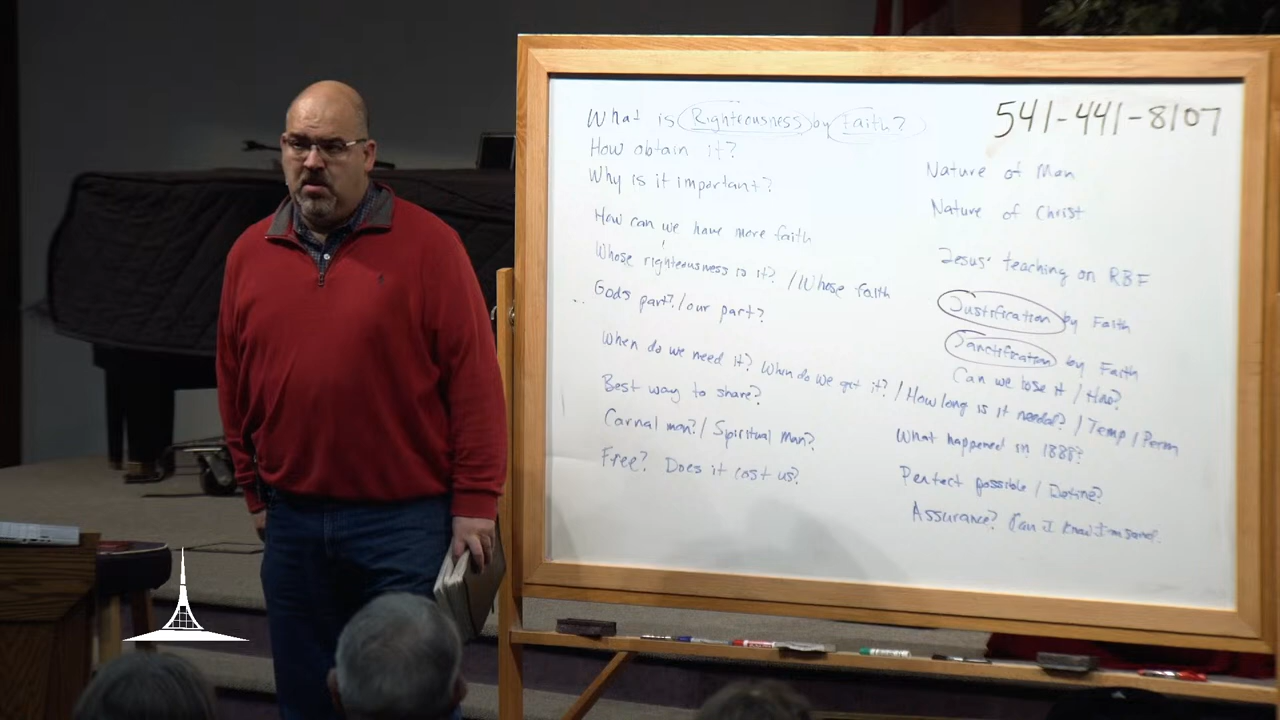 What is Righteousness by Faith?
How obtain it?
Why is it important?
How can we have more faith
Whose righteousness is it? / Whose faith
Gods part? / our part?
When do we need it? When do we get it? / How long is it needed? / Temp / Perm
Best way to share?
Carnal man? / Spiritual Man?
Free? Does it cost us?
541-441-8107
Nature of Man
Nature of Christ
Jesus' teaching on RBF
Justification by Faith
Sanctification by Faith
Can we lose it / How?
What happened in 1888?
Perfect possible / Define?
Assurance? Can I know I'm saved.